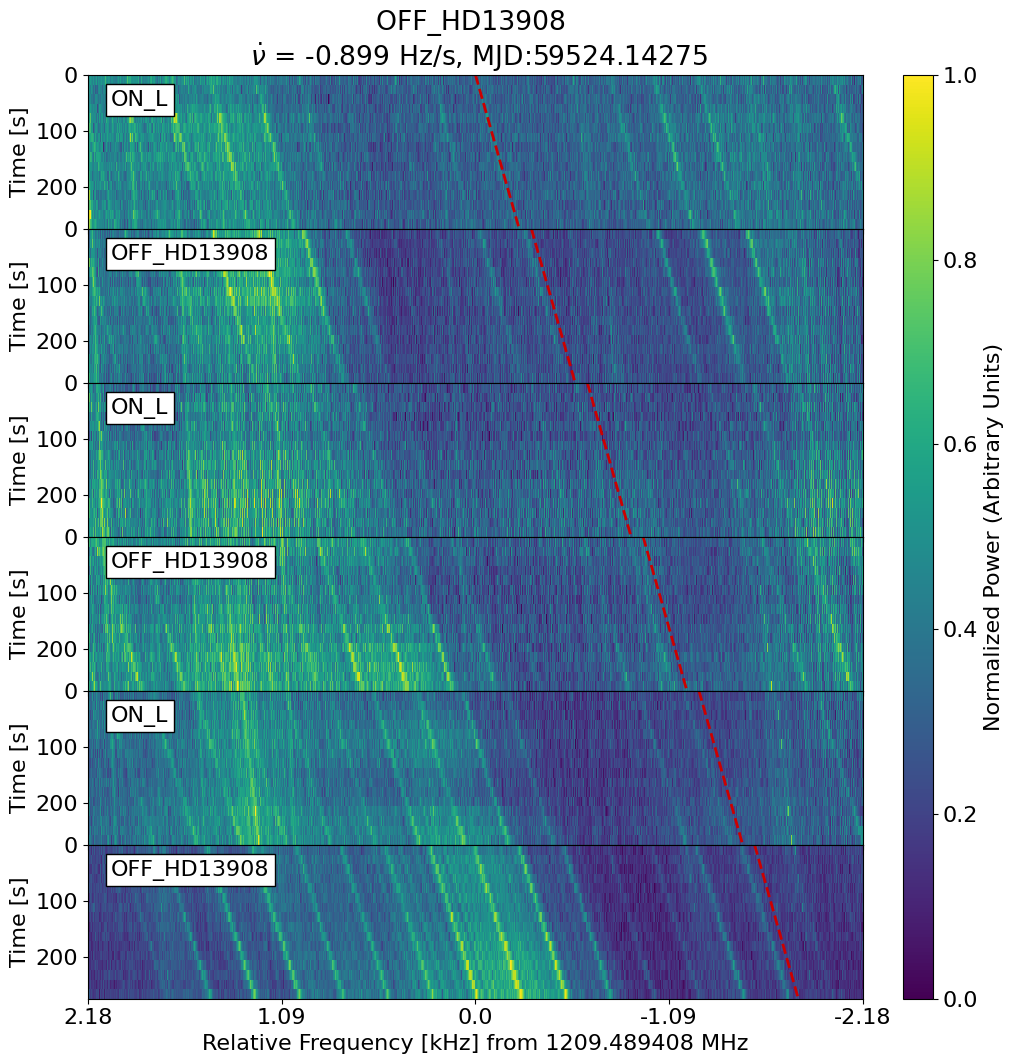 OFF_HD13908
ν̇ = -0.899 Hz/s, MJD:59524.14275
0
ON_L
100
200
Time [s]
0
OFF_HD13908
100
200
Time [s]
0
ON_L
100
200
Time [s]
0
OFF_HD13908
100
200
Time [s]
0
ON_L
100
200
Time [s]
0
OFF_HD13908
100
200
Time [s]
2.18 1.09 0.0 -1.09 -2.18
Relative Frequency [kHz] from 1209.489408 MHz
1.0
0.8
0.6
0.4
0.2
0.0
Normalized Power (Arbitrary Units)